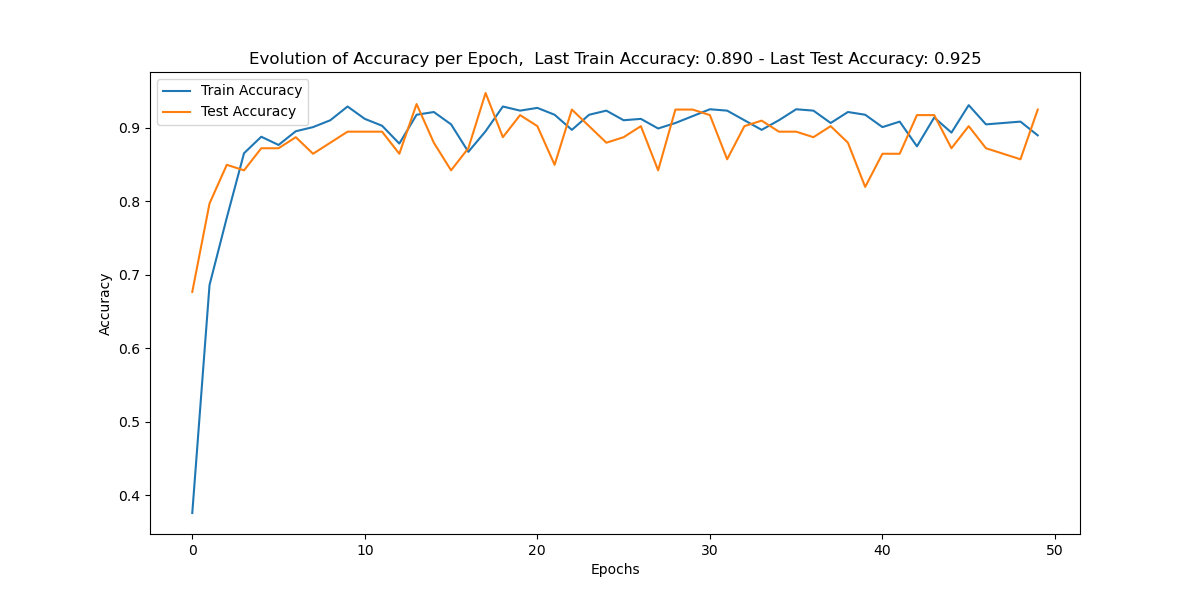 Evolution of Accuracy per Epoch,  Last Train Accuracy: 0.890 - Last Test Accuracy: 0.925
Train Accuracy
Test Accuracy
Accuracy
0.9
0.8
0.7
0.6
0.5
0.4
0 10 20 30 40 50
Epochs